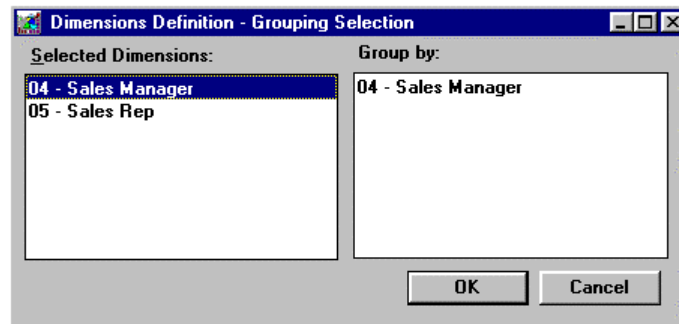 Dimensions Definition - Grouping Selection
Selected Dimensions:
Group by:
04 - Sales Manager
05 - Sales Rep
04 - Sales Manager
OK
Cancel